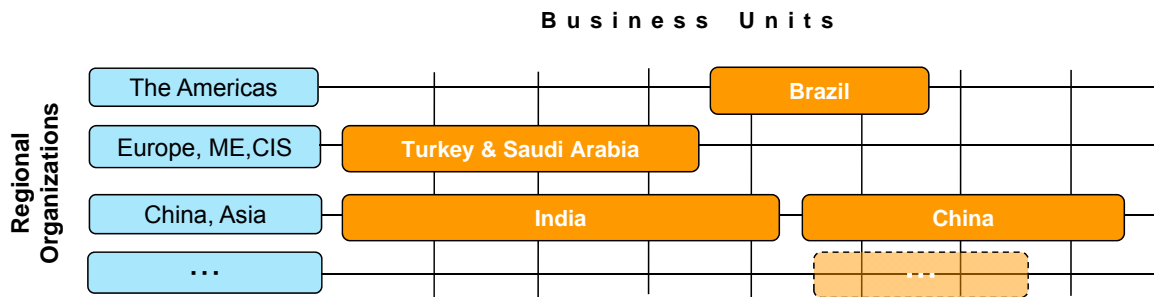 Business Units
Regional
Organizations
The Americas
Brazil
Europe, ME,CIS
Turkey & Saudi Arabia
China, Asia
India
China
...
...